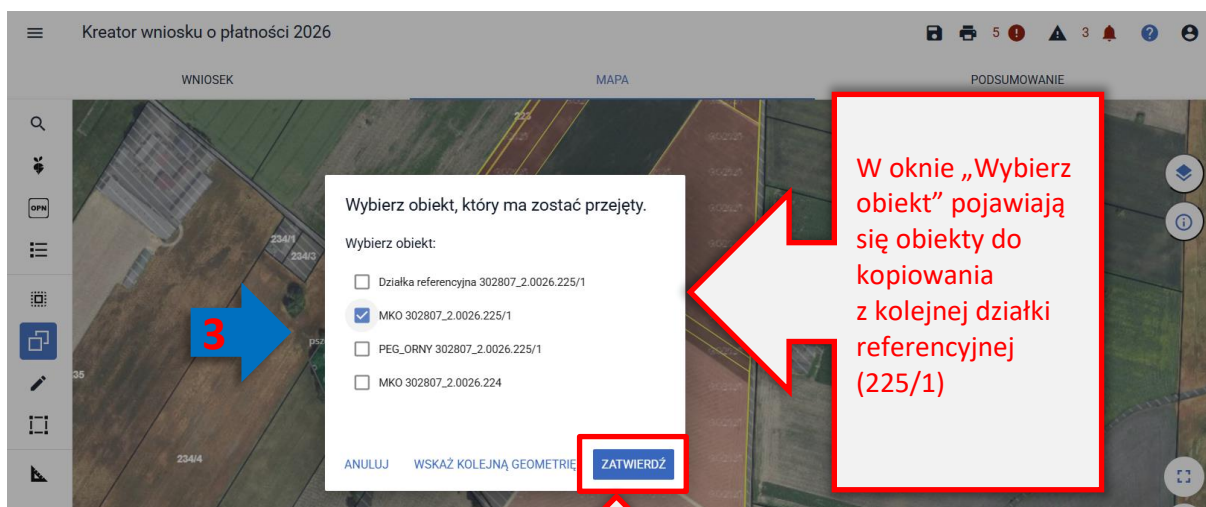 Kreator wniosku o płatności 2026
5
3
WNIOSEK
MAPA
PODSUMOWANIE
OPN
223
234/1
234/3
35
234/4
Wybierz obiekt, który ma zostać przejęty.
Wybierz obiekt:
Działka referencyjna 302807_2.0026.225/1
MKO 302807_2.0026.225/1
PEG_ORNY 302807_2.0026.225/1
MKO 302807_2.0026.224
ANULUJ
WSKAŻ KOLEJNĄ GEOMETRIĘ
ZATWIERDŹ
3
W oknie „Wybierz
obiekt” pojawiają
się obiekty do
kopiowania
z kolejnej działki
referencyjnej
(225/1)